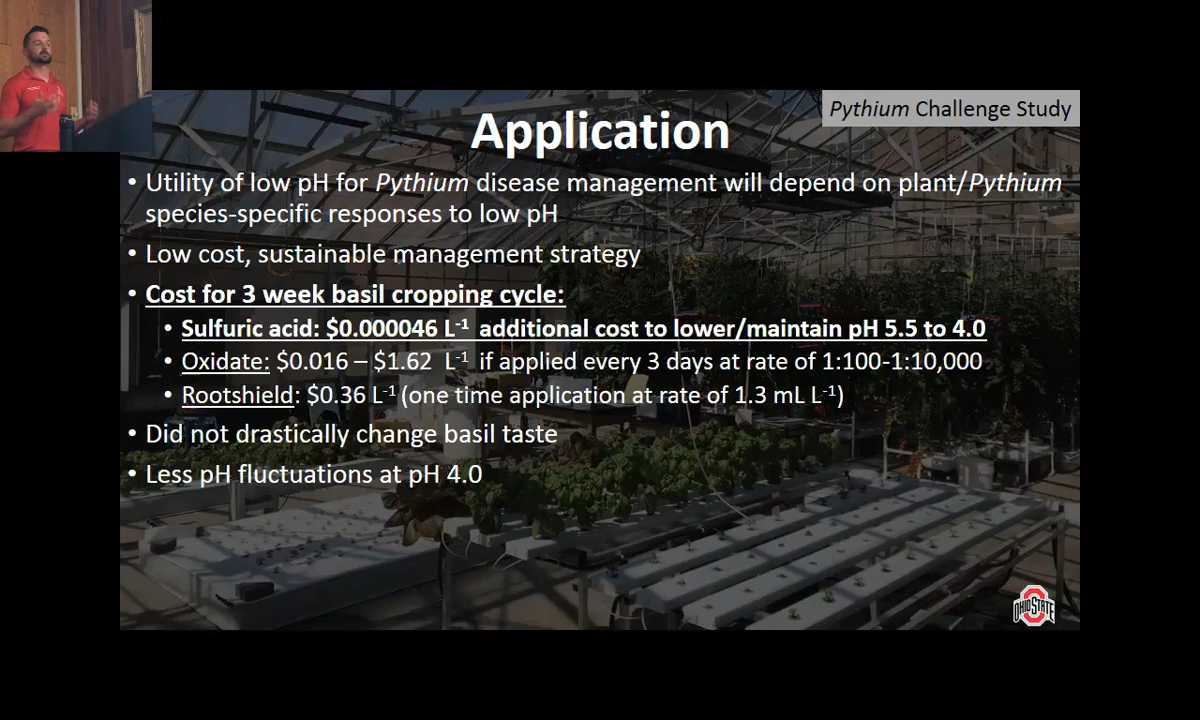 Pythium Challenge Study
Application
• Utility of low pH for Pythium disease management will depend on plant/Pythium
species-specific responses to low pH
• Low cost, sustainable management strategy
• Cost for 3 week basil cropping cycle:
• Sulfuric acid: $0.000046 L⁻¹ additional cost to lower/maintain pH 5.5 to 4.0
• Oxidate: $0.016 – $1.62 L⁻¹ if applied every 3 days at rate of 1:100-1:10,000
• Rootshield: $0.36 L⁻¹ (one time application at rate of 1.3 mL L⁻¹)
• Did not drastically change basil taste
• Less pH fluctuations at pH 4.0
OHIO STATE